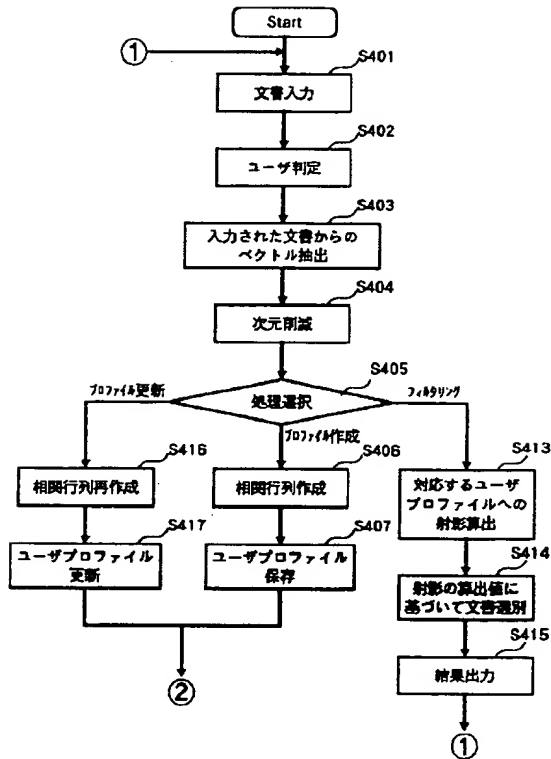 Start
①
S401
文書入力
S402
ユーザ判定
S403
入力された文書からの
ベクトル抽出
S404
次元削減
S405
処理選択
プロファイル更新
プロファイル作成
フィルタリング
S416
相関行列再作成
S417
ユーザプロファイル
更新
S406
相関行列作成
S407
ユーザプロファイル
保存
②
S413
対応するユーザ
プロファイルへの
射影算出
S414
射影の算出値に
基づいて文書選別
S415
結果出力
①